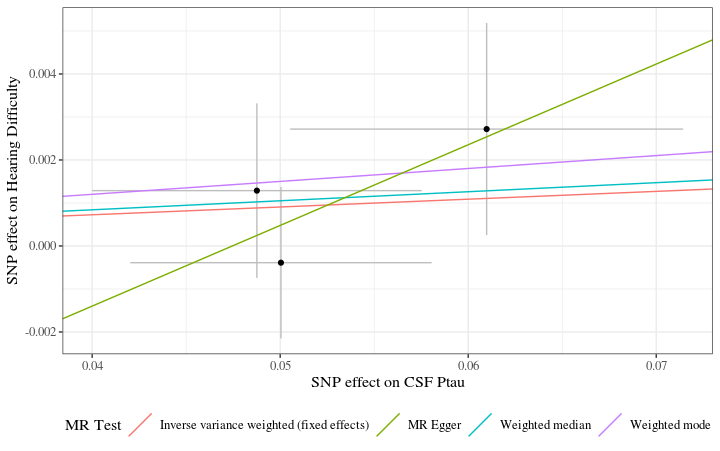 SNP effect on Hearing Difficulty
0.004
0.002
0.000
-0.002
0.04 0.05 0.06 0.07
SNP effect on CSF Ptau
MR Test Inverse variance weighted (fixed effects) MR Egger Weighted median Weighted mode